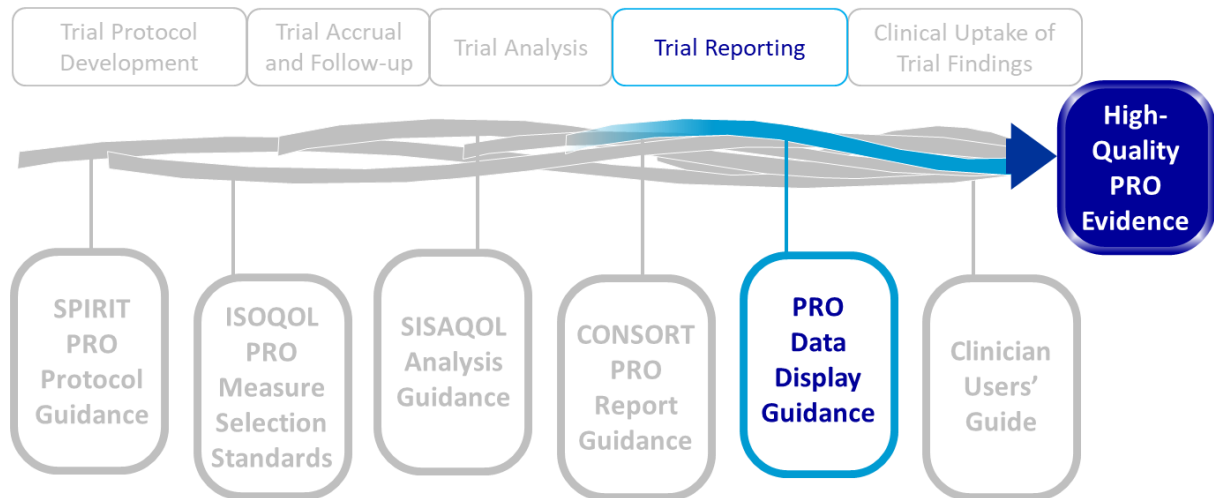 Trial Protocol
Development
Trial Accrual
and Follow-up
Trial Analysis
Trial Reporting
Clinical Uptake of
Trial Findings
High-
Quality
PRO
Evidence
SPIRIT
PRO
Protocol
Guidance
ISOQOL
PRO
Measure
Selection
Standards
SISAQOL
Analysis
Guidance
CONSORT
PRO
Report
Guidance
PRO
Data
Display
Guidance
Clinician
Users’
Guide